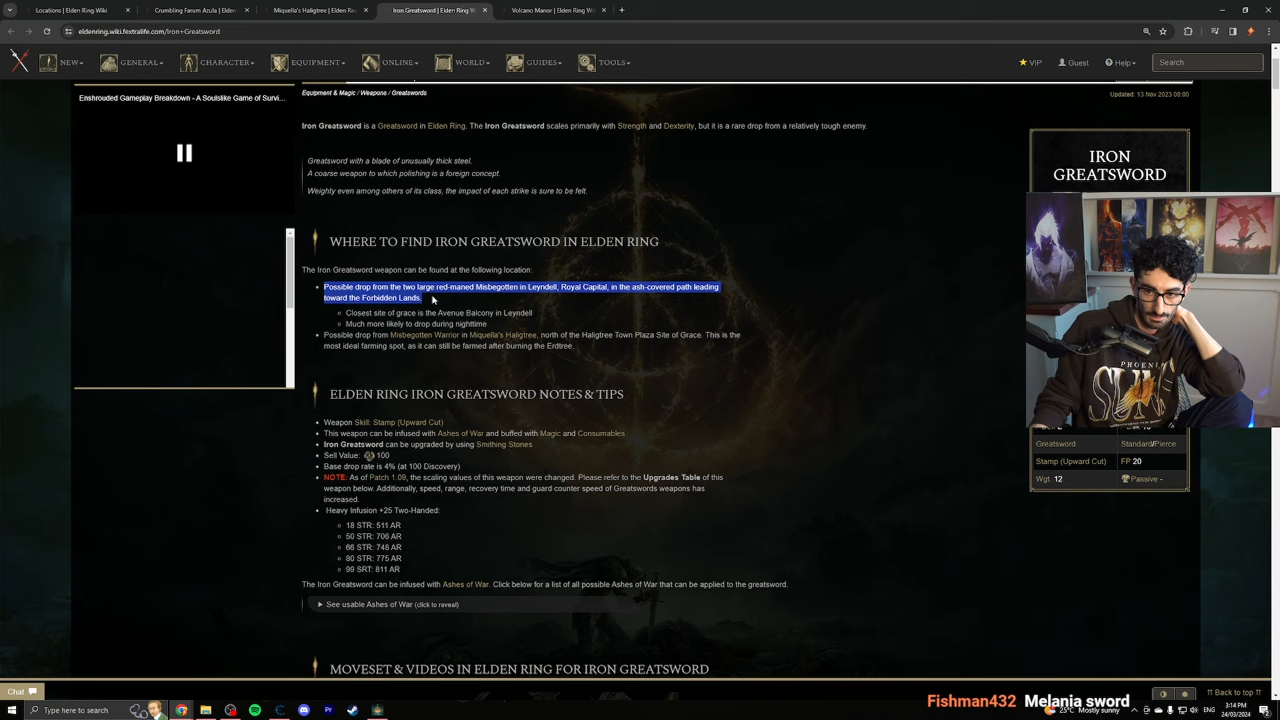 Locations | Elden Ring Wiki
Crumbling Farum Azula | Elden
Miquella's Haligtree | Elden Rin
Iron Greatsword | Elden Ring W
Volcano Manor | Elden Ring Wi
eldenring.wiki.fextralife.com/Iron+Greatsword
NEW
GENERAL
CHARACTER
EQUIPMENT
ONLINE
WORLD
GUIDES
TOOLS
VIP
Guest
Help
Search
Enshrouded Gameplay Breakdown – A Soulslike Game of Survi...
Equipment & Magic / Weapons / Greatswords
Updated: 13 Nov 2023 08:00
Iron Greatsword is a Greatsword in Elden Ring. The Iron Greatsword scales primarily with Strength and Dexterity, but it is a rare drop from a relatively tough enemy.
IRON
GREATSWORD
Greatsword with a blade of unusually thick steel.
A coarse weapon to which polishing is a foreign concept.
Weighty even among others of its class, the impact of each strike is sure to be felt.
WHERE TO FIND IRON GREATSWORD IN ELDEN RING
The Iron Greatsword weapon can be found at the following location:
Possible drop from the two large red-maned Misbegotten in Leyndell, Royal Capital, in the ash-covered path leading
toward the Forbidden Lands.
Closest site of grace is the Avenue Balcony in Leyndell
Much more likely to drop during nighttime
Possible drop from Misbegotten Warrior in Miquella's Haligtree, north of the Haligtree Town Plaza Site of Grace. This is the
most ideal farming spot, as it can still be farmed after burning the Erdtree.
ELDEN RING IRON GREATSWORD NOTES & TIPS
Weapon Skill: Stamp (Upward Cut)
This weapon can be infused with Ashes of War and buffed with Magic and Consumables
Iron Greatsword can be upgraded by using Smithing Stones
Sell Value: 100
Base drop rate is 4% (at 100 Discovery)
NOTE: As of Patch 1.09, the scaling values of this weapon were changed. Please refer to the Upgrades Table of this
weapon below. Additionally, speed, range, recovery time and guard counter speed of Greatswords weapons has
increased.
Heavy Infusion +25 Two-Handed:
18 STR: 511 AR
50 STR: 706 AR
66 STR: 748 AR
80 STR: 775 AR
99 SRT: 811 AR
PHOENIX
SUNS
Greatsword Standard/Pierce
Stamp (Upward Cut) FP 20
Wgt. 12 Passive -
The Iron Greatsword can be infused with Ashes of War. Click below for a list of all possible Ashes of War that can be applied to the greatsword.
See usable Ashes of War (click to reveal)
MOVESET & VIDEOS IN ELDEN RING FOR IRON GREATSWORD
Chat
Back to top
Fishman432 Melania sword
Type here to search
25°C Mostly sunny
ENG
3:14 PM
24/03/2024